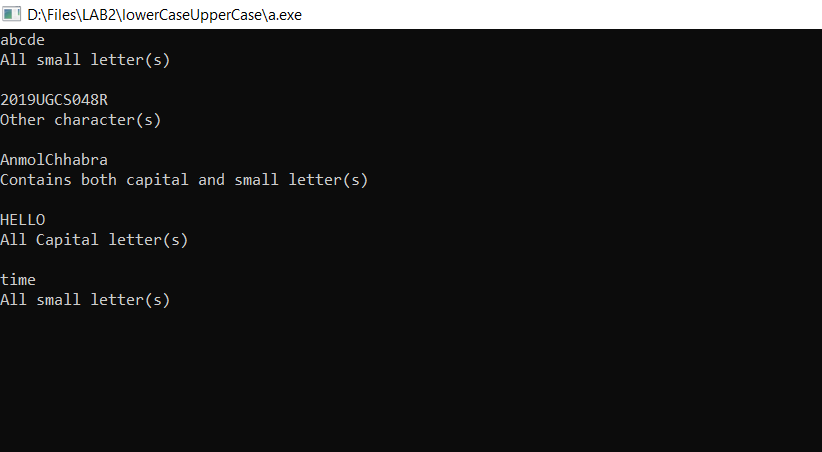 D:\Files\LAB2\lowerCaseUpperCase\a.exe
abcde
All small letter(s)
2019UGCS048R
Other character(s)
AnmolChhabra
Contains both capital and small letter(s)
HELLO
All Capital letter(s)
time
All small letter(s)